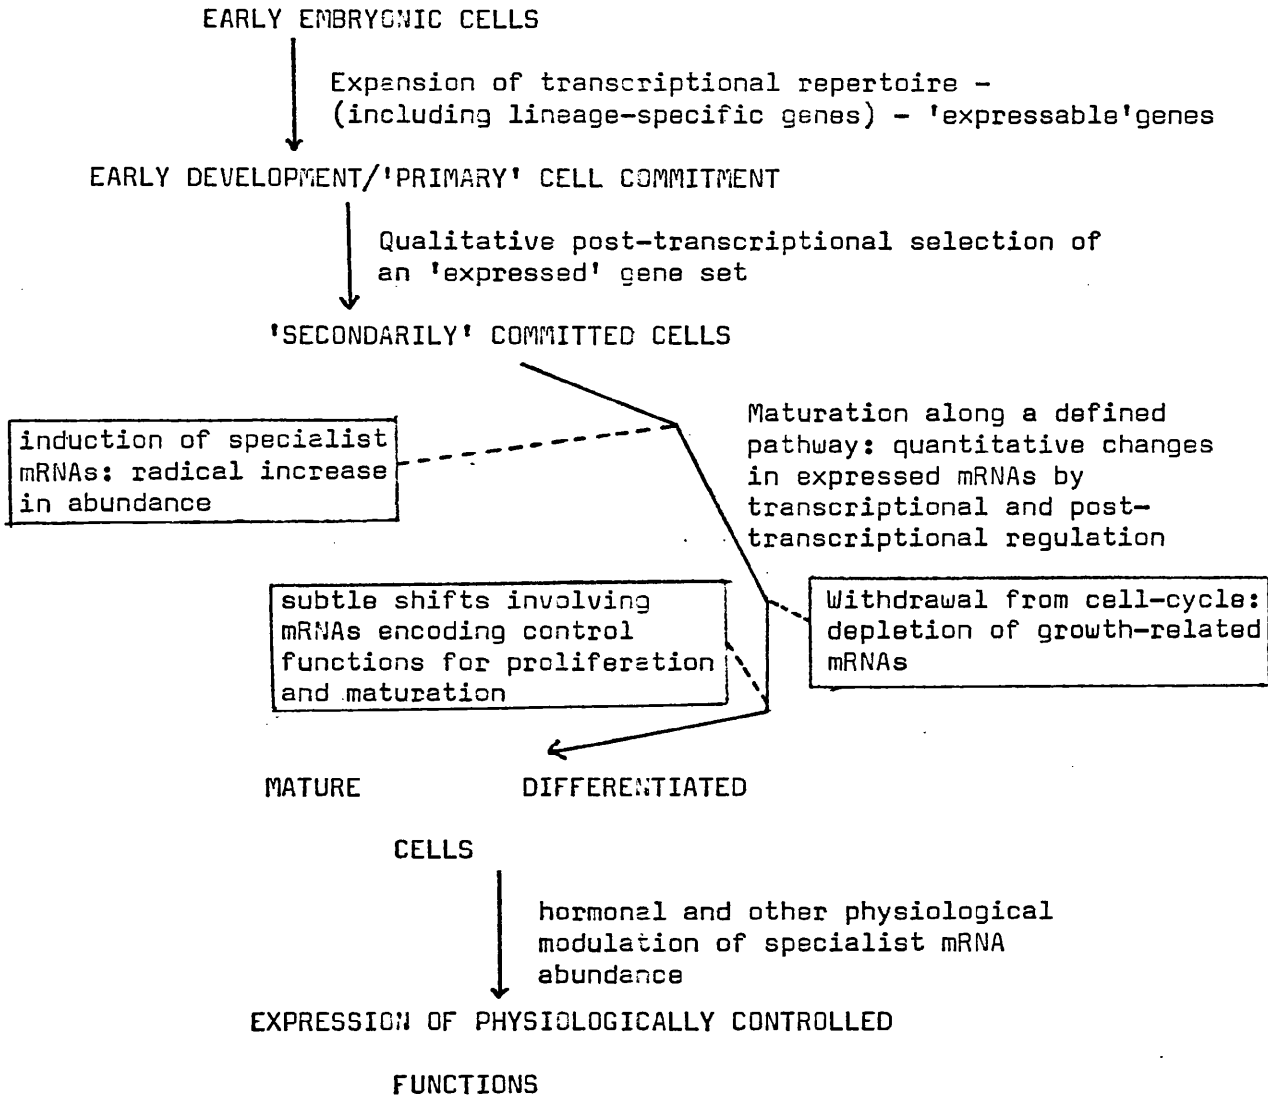 EARLY EMBRYONIC CELLS
Expansion of transcriptional repertoire -
(including lineage-specific genes) - 'expressable'genes
EARLY DEVELOPMENT/'PRIMARY' CELL COMMITMENT
Qualitative post-transcriptional selection of
an 'expressed' gene set
'SECONDARILY' COMMITTED CELLS
induction of specialist
mRNAs: radical increase
in abundance
Maturation along a defined
pathway: quantitative changes
in expressed mRNAs by
transcriptional and post-
transcriptional regulation
subtle shifts involving
mRNAs encoding control
functions for proliferation
and maturation
Withdrawal from cell-cycle:
depletion of growth-related
mRNAs
MATURE DIFFERENTIATED
CELLS
hormonal and other physiological
modulation of specialist mRNA
abundance
EXPRESSION OF PHYSIOLOGICALLY CONTROLLED
FUNCTIONS